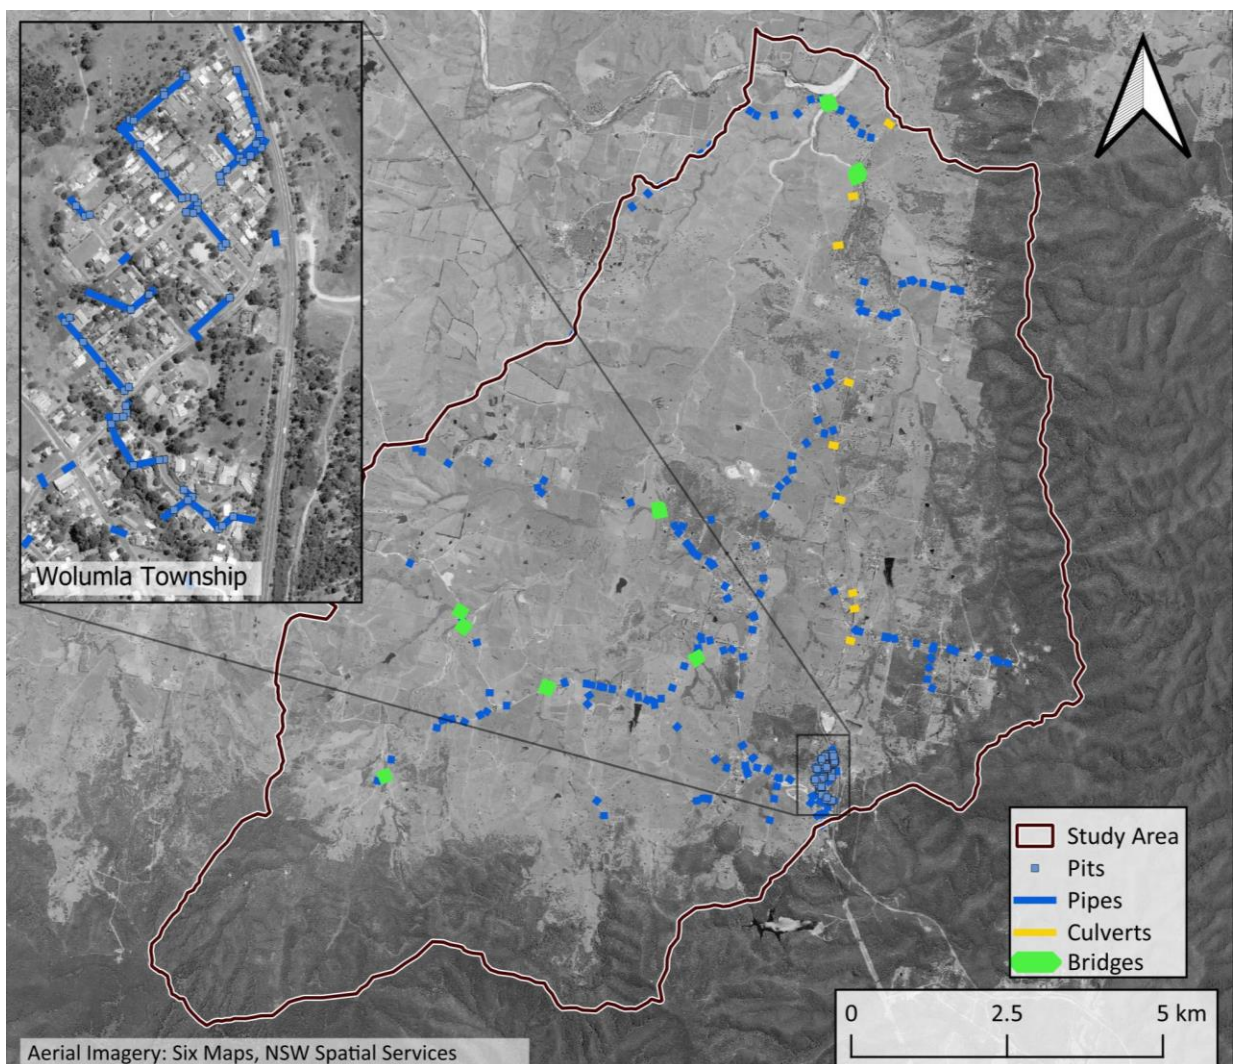 Wolumla Township
Study Area
Pits
Pipes
Culverts
Bridges
0 2.5 5 km
Aerial Imagery: Six Maps, NSW Spatial Services